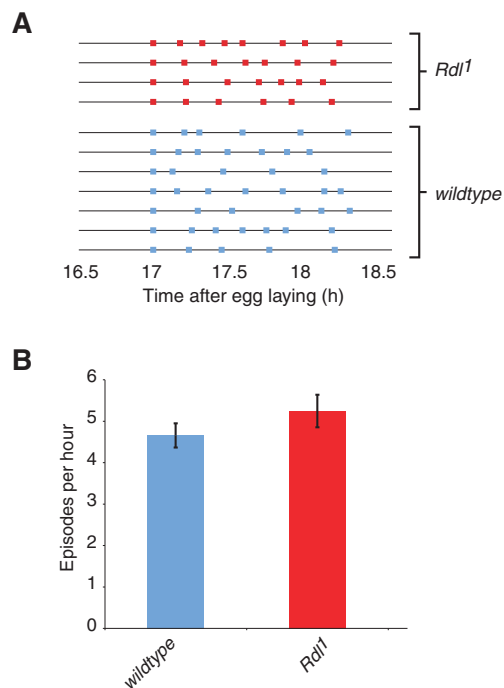 A
Rdl1
wildtype
16.5 17 17.5 18 18.5
Time after egg laying (h)
B
6
5
4
3
2
1
0
Episodes per hour
wildtype
Rdl1